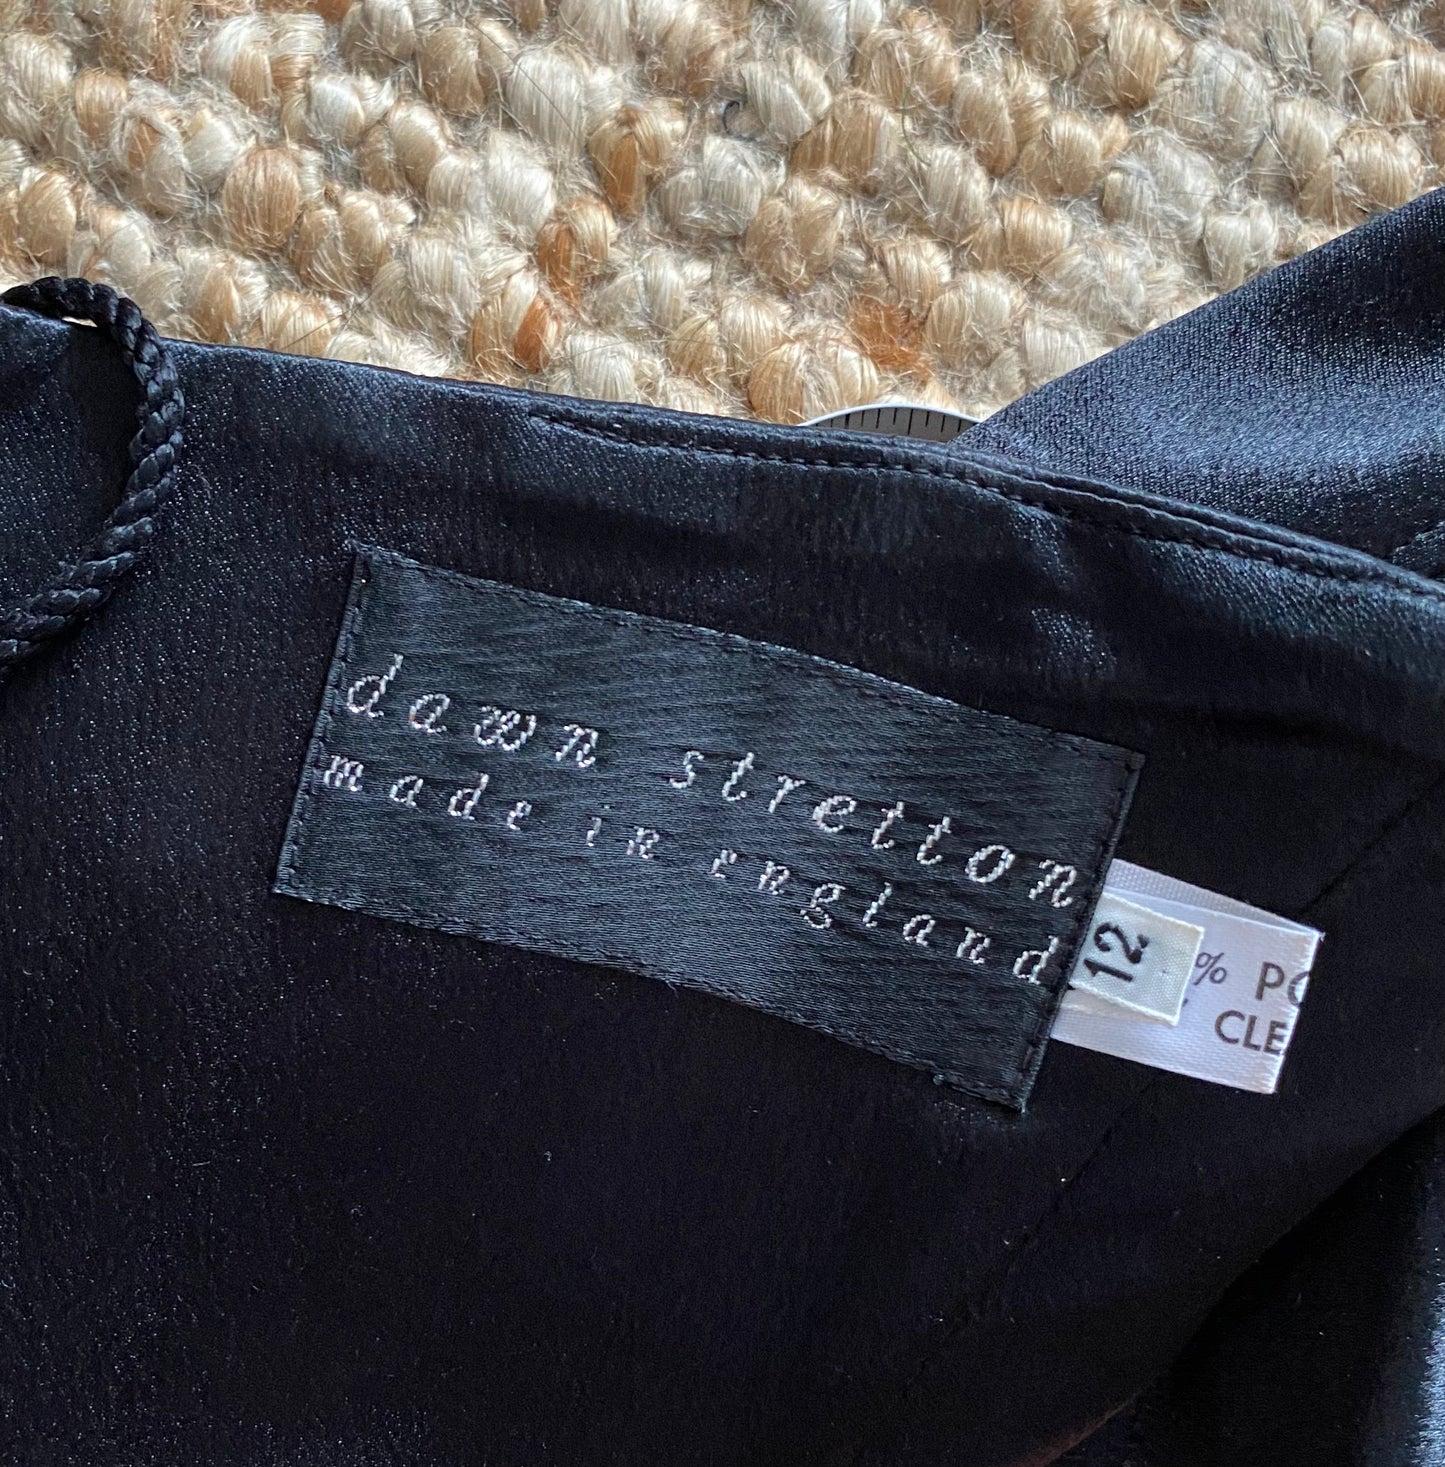 dawn stretton
made in england
12
% PO
CLE